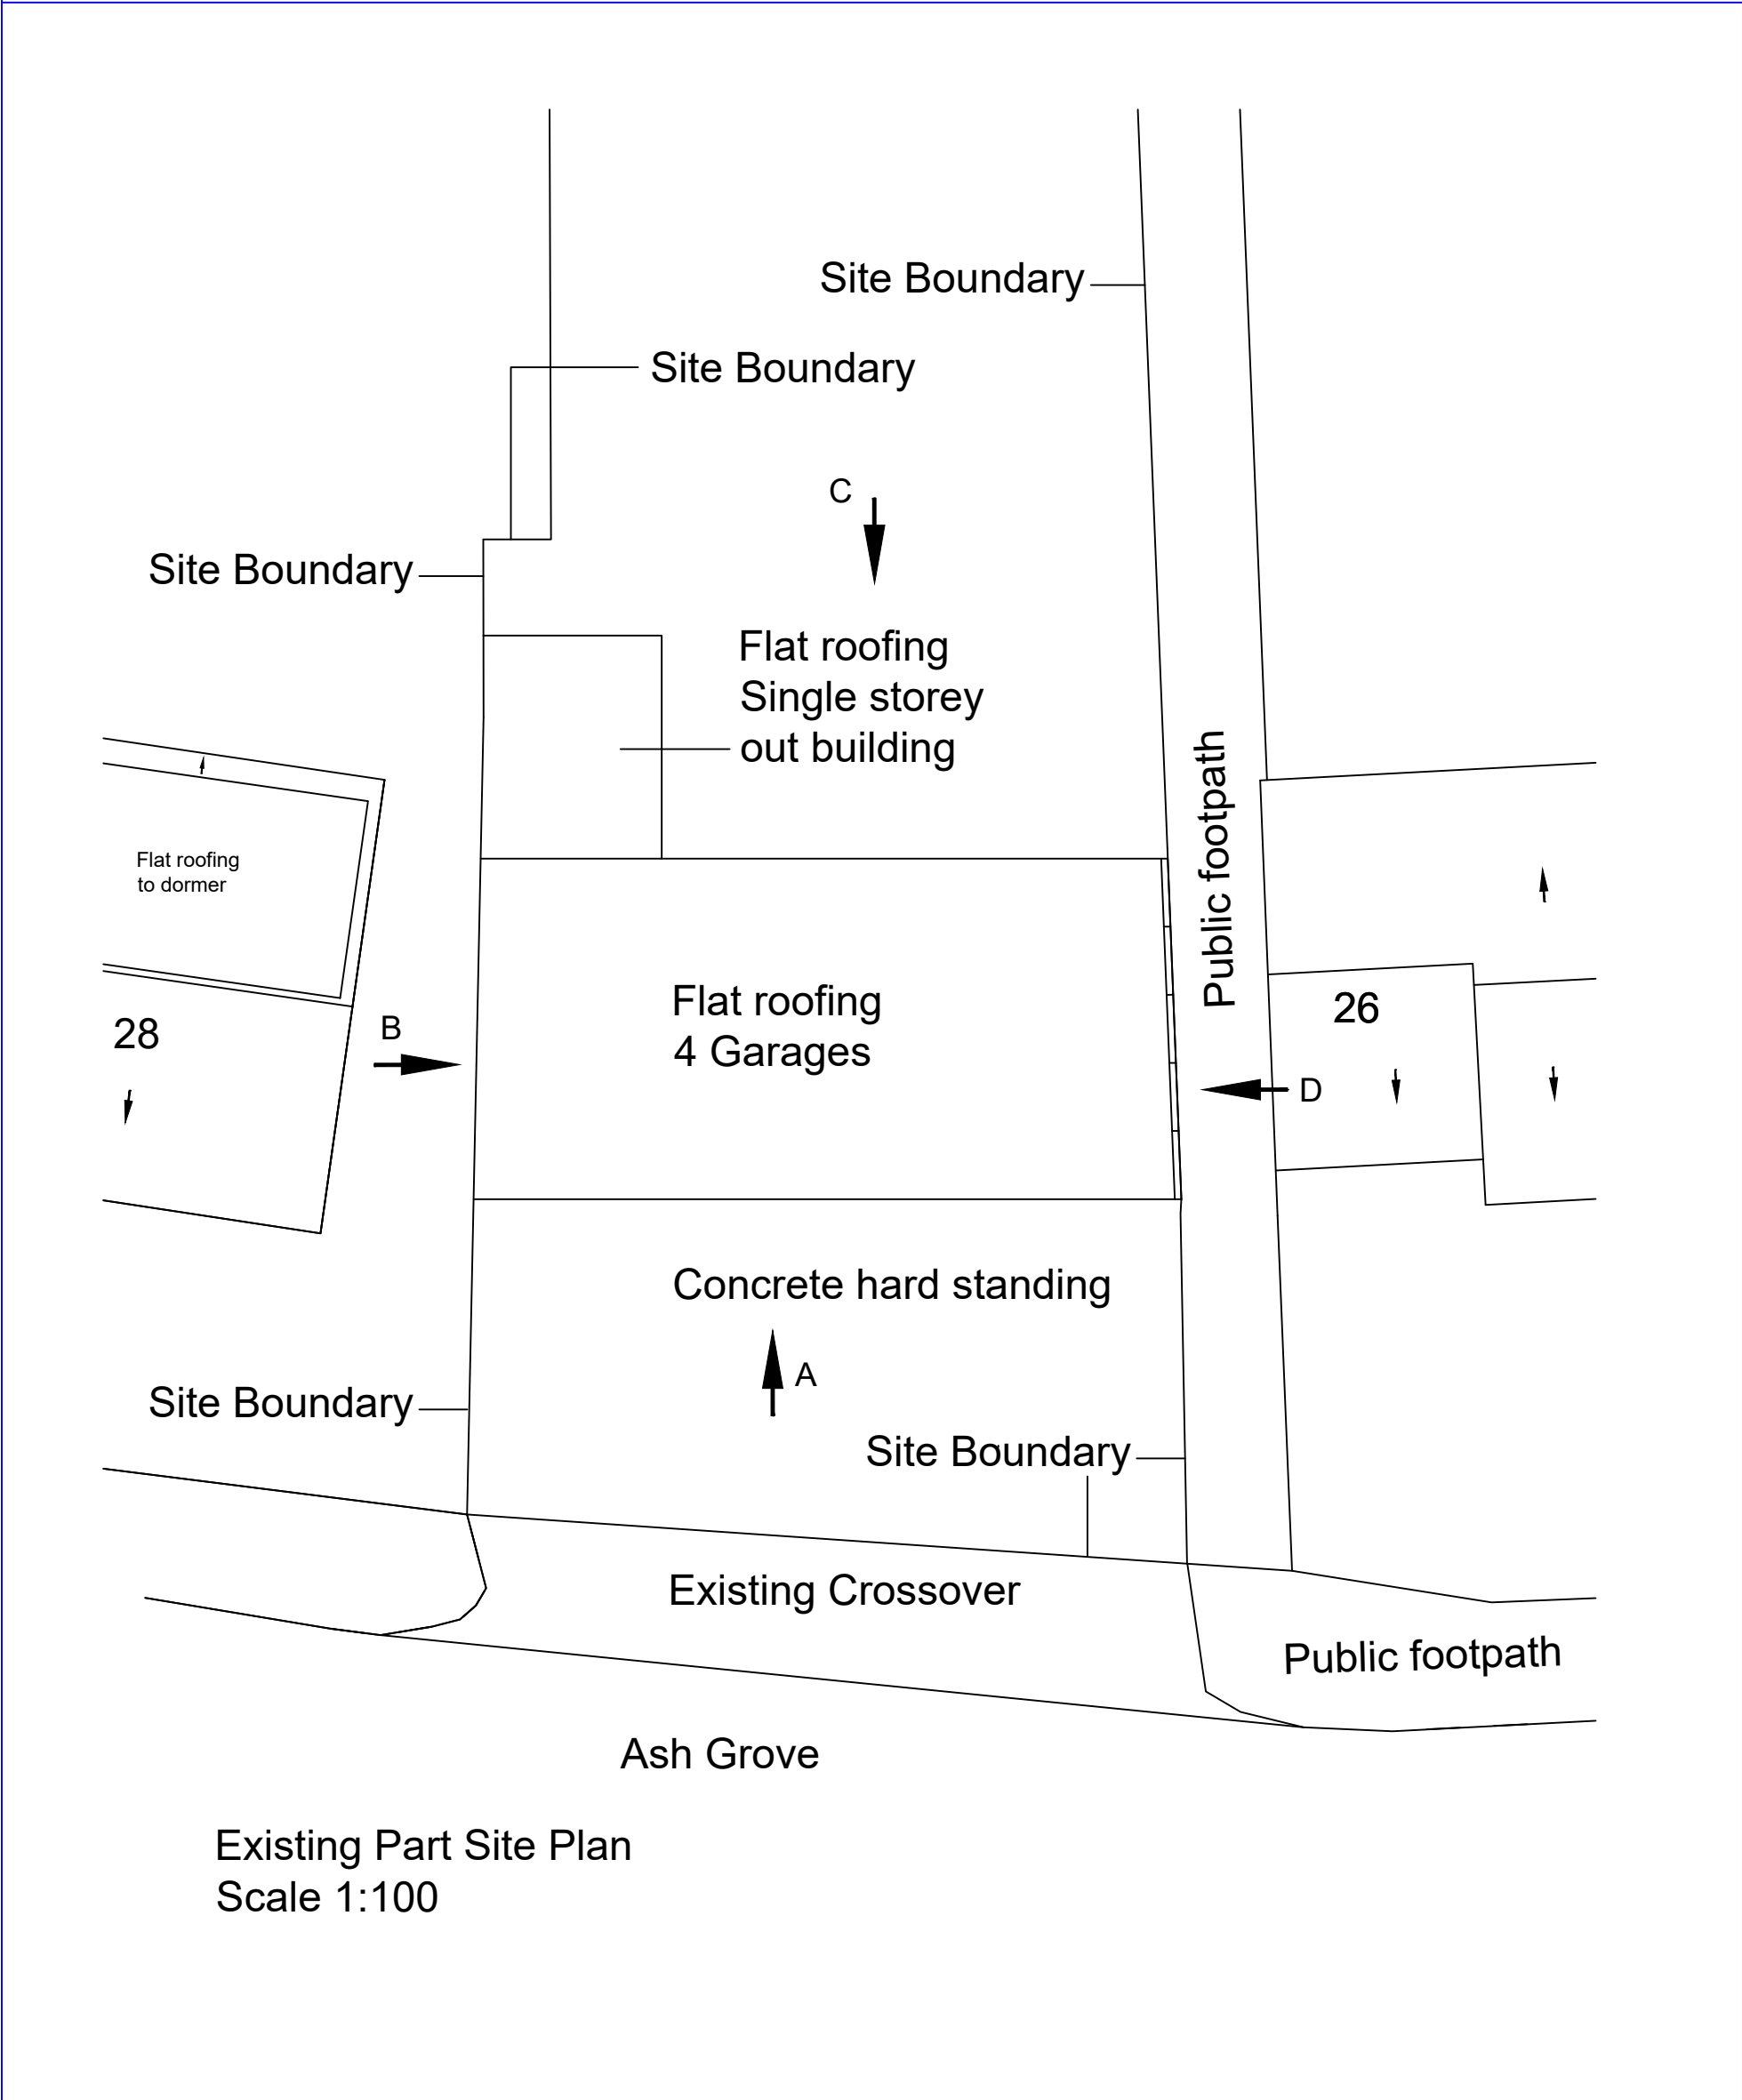 Site Boundary
Site Boundary
C
Site Boundary
Flat roofing
Single storey
out building
Public footpath
Flat roofing
to dormer
Flat roofing
4 Garages
28
B
26
D
Concrete hard standing
A
Site Boundary
Site Boundary
Existing Crossover
Public footpath
Ash Grove
Existing Part Site Plan
Scale 1:100